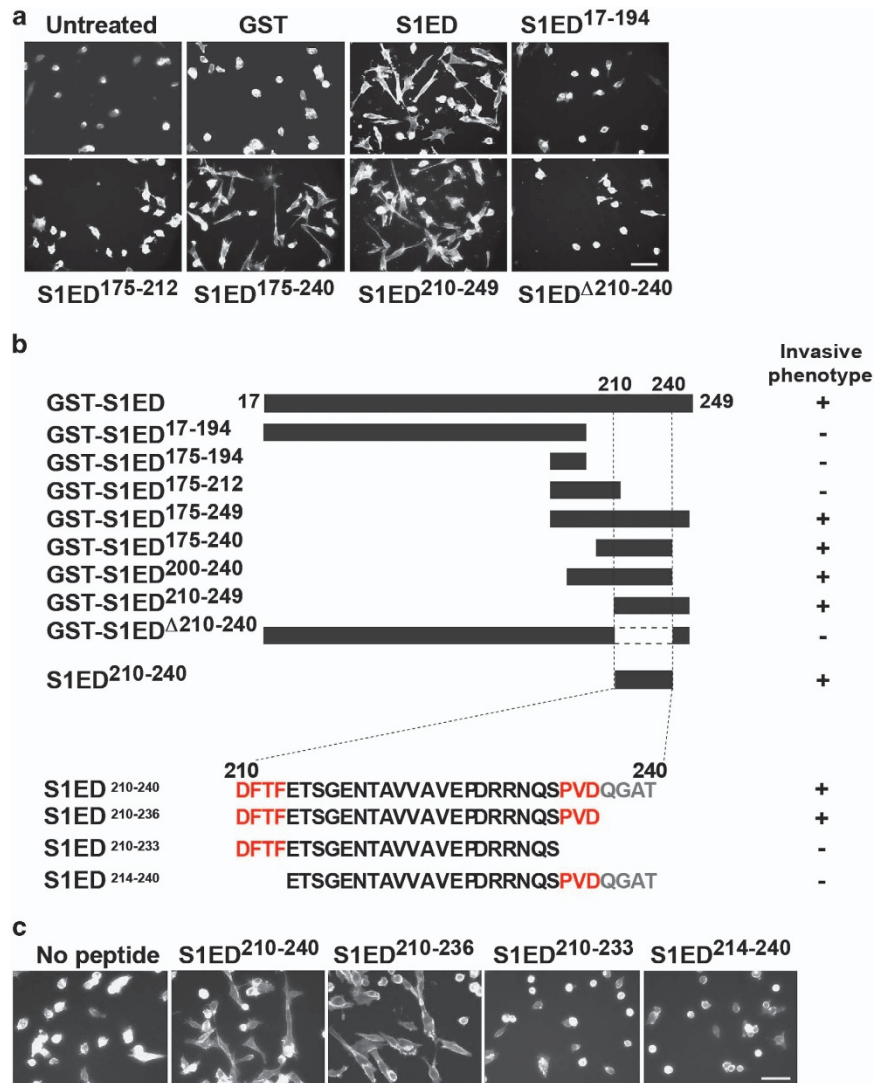 a
Untreated GST S1ED S1ED17-194
S1ED175-212 S1ED175-240 S1ED210-249 S1EDΔ210-240
b
Invasive
phenotype
210 240
GST-S1ED 17 249 +
GST-S1ED17-194 -
GST-S1ED175-194 -
GST-S1ED175-212 -
GST-S1ED175-249 +
GST-S1ED175-240 +
GST-S1ED200-240 +
GST-S1ED210-249 +
GST-S1EDΔ210-240 -
S1ED210-240 +
210 240
S1ED 210-240 DFTFETSGENTAVVAVEPDRRNQSPVDQGAT +
S1ED 210-236 DFTFETSGENTAVVAVEPDRRNQSPVD +
S1ED 210-233 DFTFETSGENTAVVAVEPDRRNQS -
S1ED 214-240 ETSGENTAVVAVEPDRRNQSPVDQGAT -
c
No peptide S1ED210-240 S1ED210-236 S1ED210-233 S1ED214-240